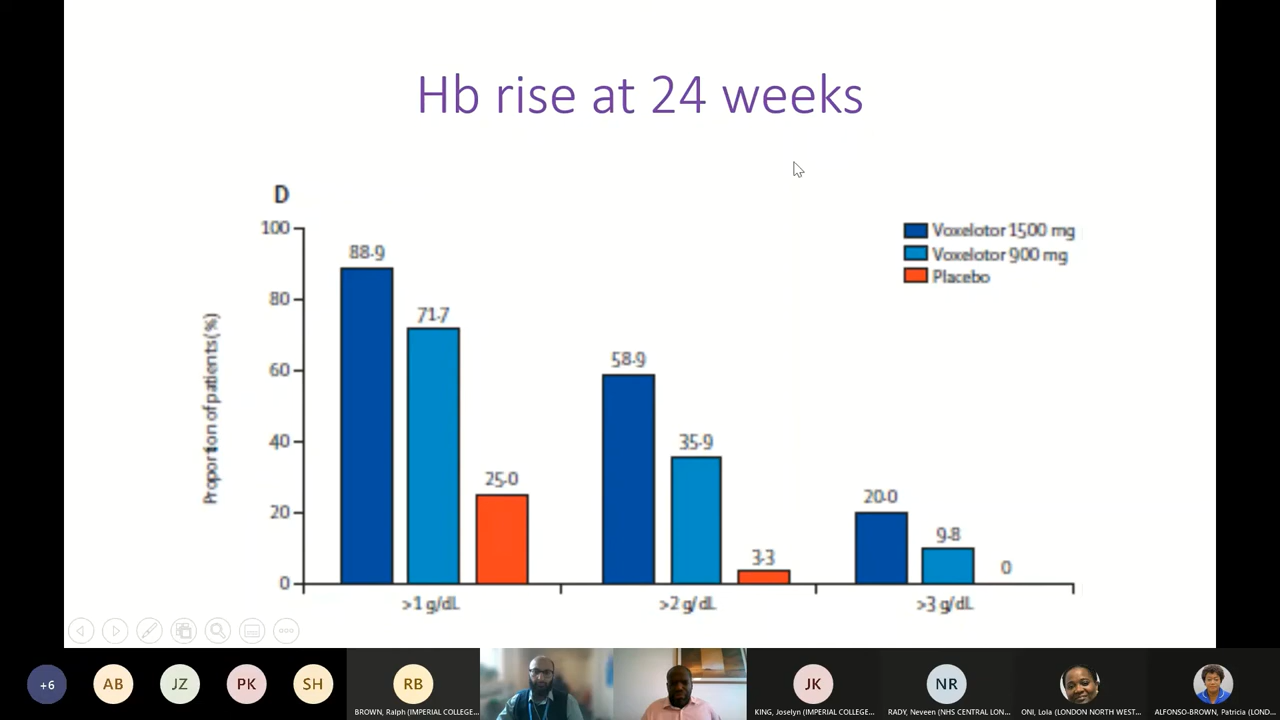 Hb rise at 24 weeks
D
100
80
60
40
20
0
Proportion of patients (%)
88·9
71·7
25·0
58·9
35·9
3·3
20·0
9·8
0
>1 g/dL
>2 g/dL
>3 g/dL
Voxelotor 1500 mg
Voxelotor 900 mg
Placebo
+6
AB
JZ
PK
SH
RB
BROWN, Ralph (IMPERIAL COLLEGE...
JK
KING, Joselyn (IMPERIAL COLLEGE...
NR
RADY, Neveen (NHS CENTRAL LON...
ONI, Lola (LONDON NORTH WEST...
ALFONSO-BROWN, Patricia (LOND...